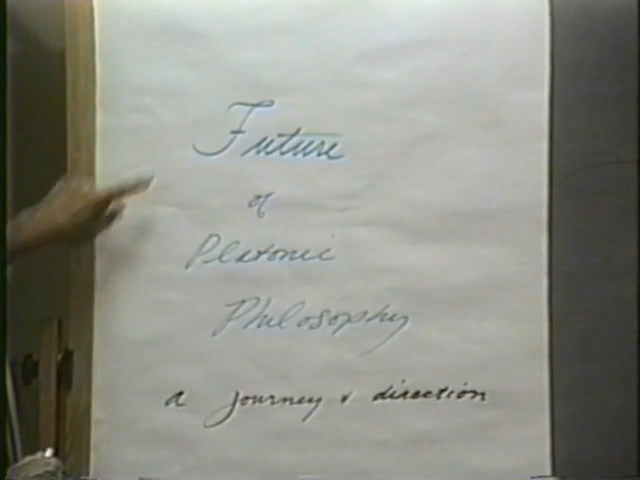 Future
of
Platonic
Philosophy
a journey & direction